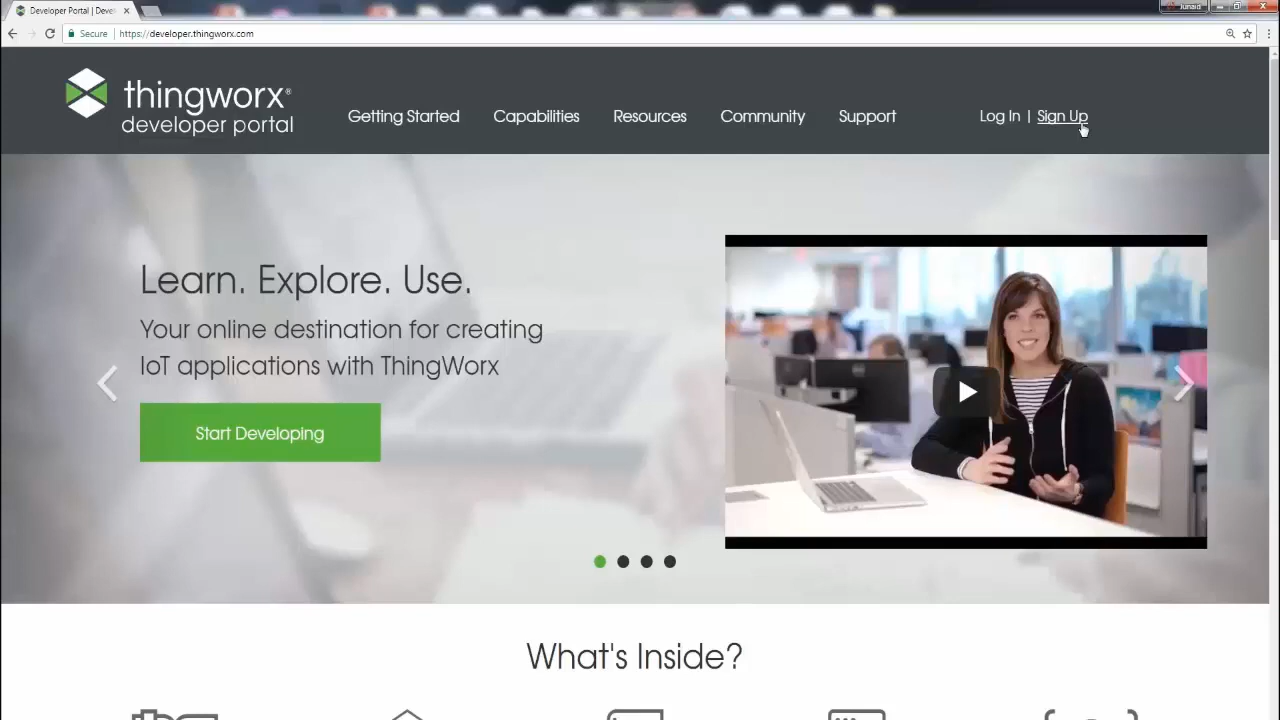 Developer Portal | Deve
Junaid
Secure | https://developer.thingworx.com
thingworx®
developer portal
Getting Started
Capabilities
Resources
Community
Support
Log In | Sign Up
Learn. Explore. Use.
Your online destination for creating
IoT applications with ThingWorx
Start Developing
What's Inside?